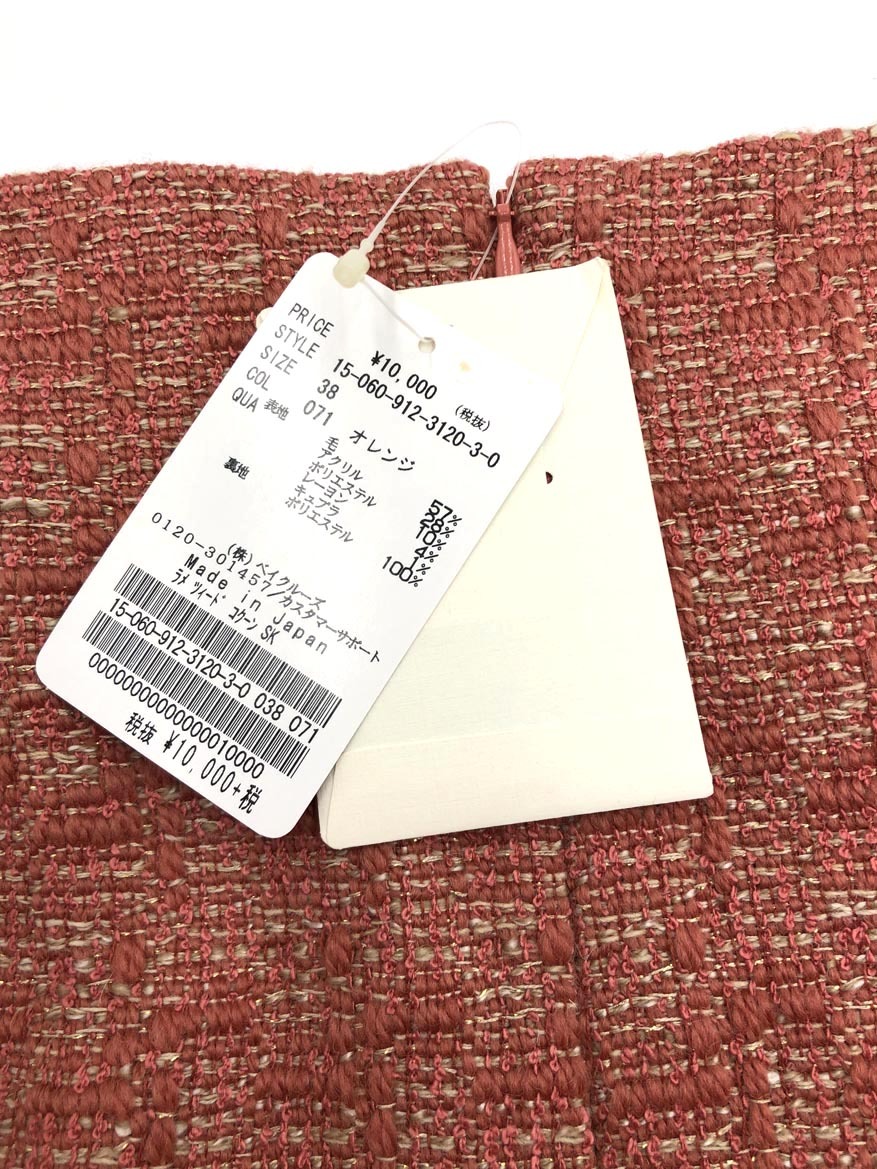 PRICE ¥10,000 (税抜)
STYLE 15-060-912-3120-3-0
SIZE 38
COL 071 オレンジ
QUA 表地 毛 57%
アクリル 28%
ポリエステル 10%
レーヨン 4%
キュプラ 1%
裏地 ポリエステル 100%
(株)ベイクルーズ
0120-301457/カスタマーサポート
Made in Japan
ラメ ツィード コクーン SK
15-060-912-3120-3-0 038 071
0000000000000010000
税抜 ¥10,000+税